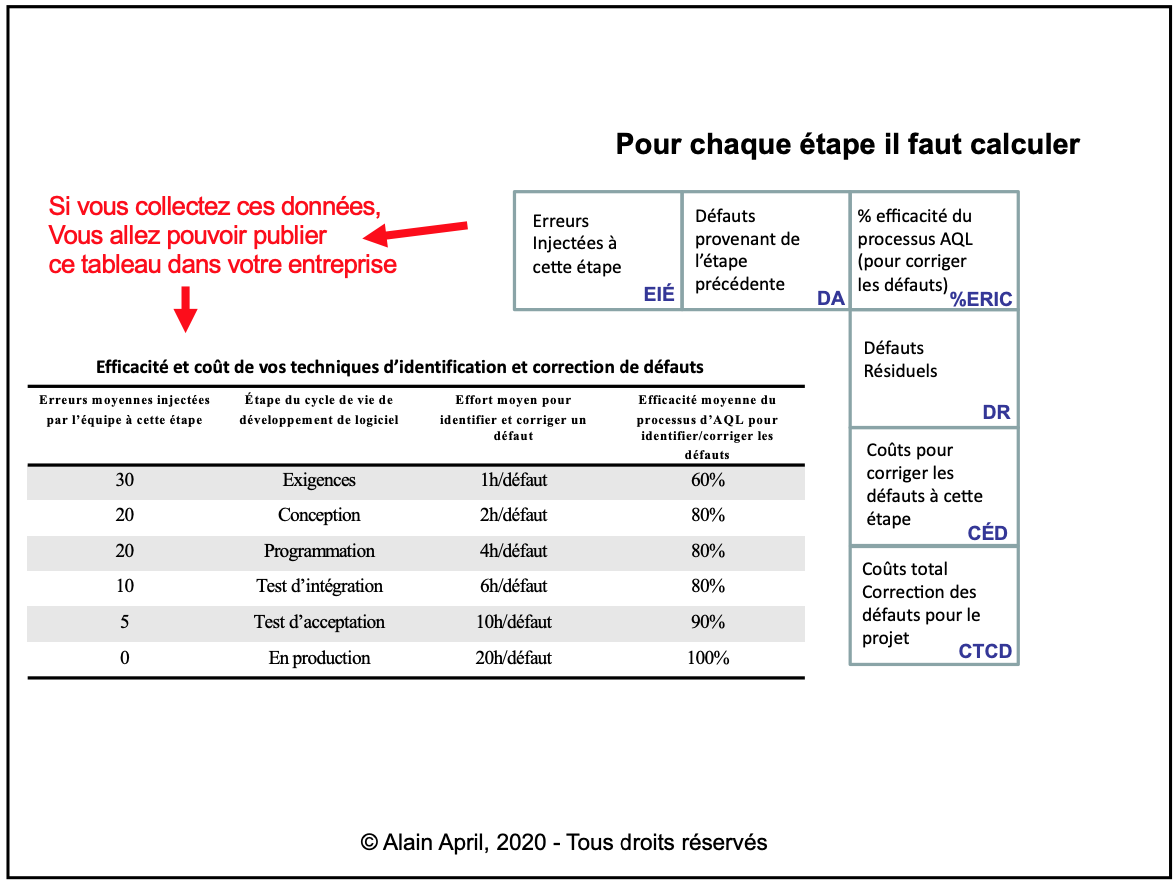 Pour chaque étape il faut calculer
Si vous collectez ces données,
Vous allez pouvoir publier
ce tableau dans votre entreprise
Erreurs
Injectées à
cette étape
EIÉ
Défauts
provenant de
l’étape
précédente
DA
% efficacité du
processus AQL
(pour corriger
les défauts)
%ERIC
Défauts
Résiduels
DR
Coûts pour
corriger les
défauts à cette
étape
CÉD
Coûts total
Correction des
défauts pour le
projet
CTCD
Efficacité et coût de vos techniques d’identification et correction de défauts
Erreurs moyennes injectées
par l’équipe à cette étape
Étape du cycle de vie de
développement de logiciel
Effort moyen pour
identifier et corriger un
défaut
Efficacité moyenne du
processus d’AQL pour
identifier/corriger les
défauts
30 Exigences 1h/défaut 60%
20 Conception 2h/défaut 80%
20 Programmation 4h/défaut 80%
10 Test d’intégration 6h/défaut 80%
5 Test d’acceptation 10h/défaut 90%
0 En production 20h/défaut 100%
© Alain April, 2020 - Tous droits réservés